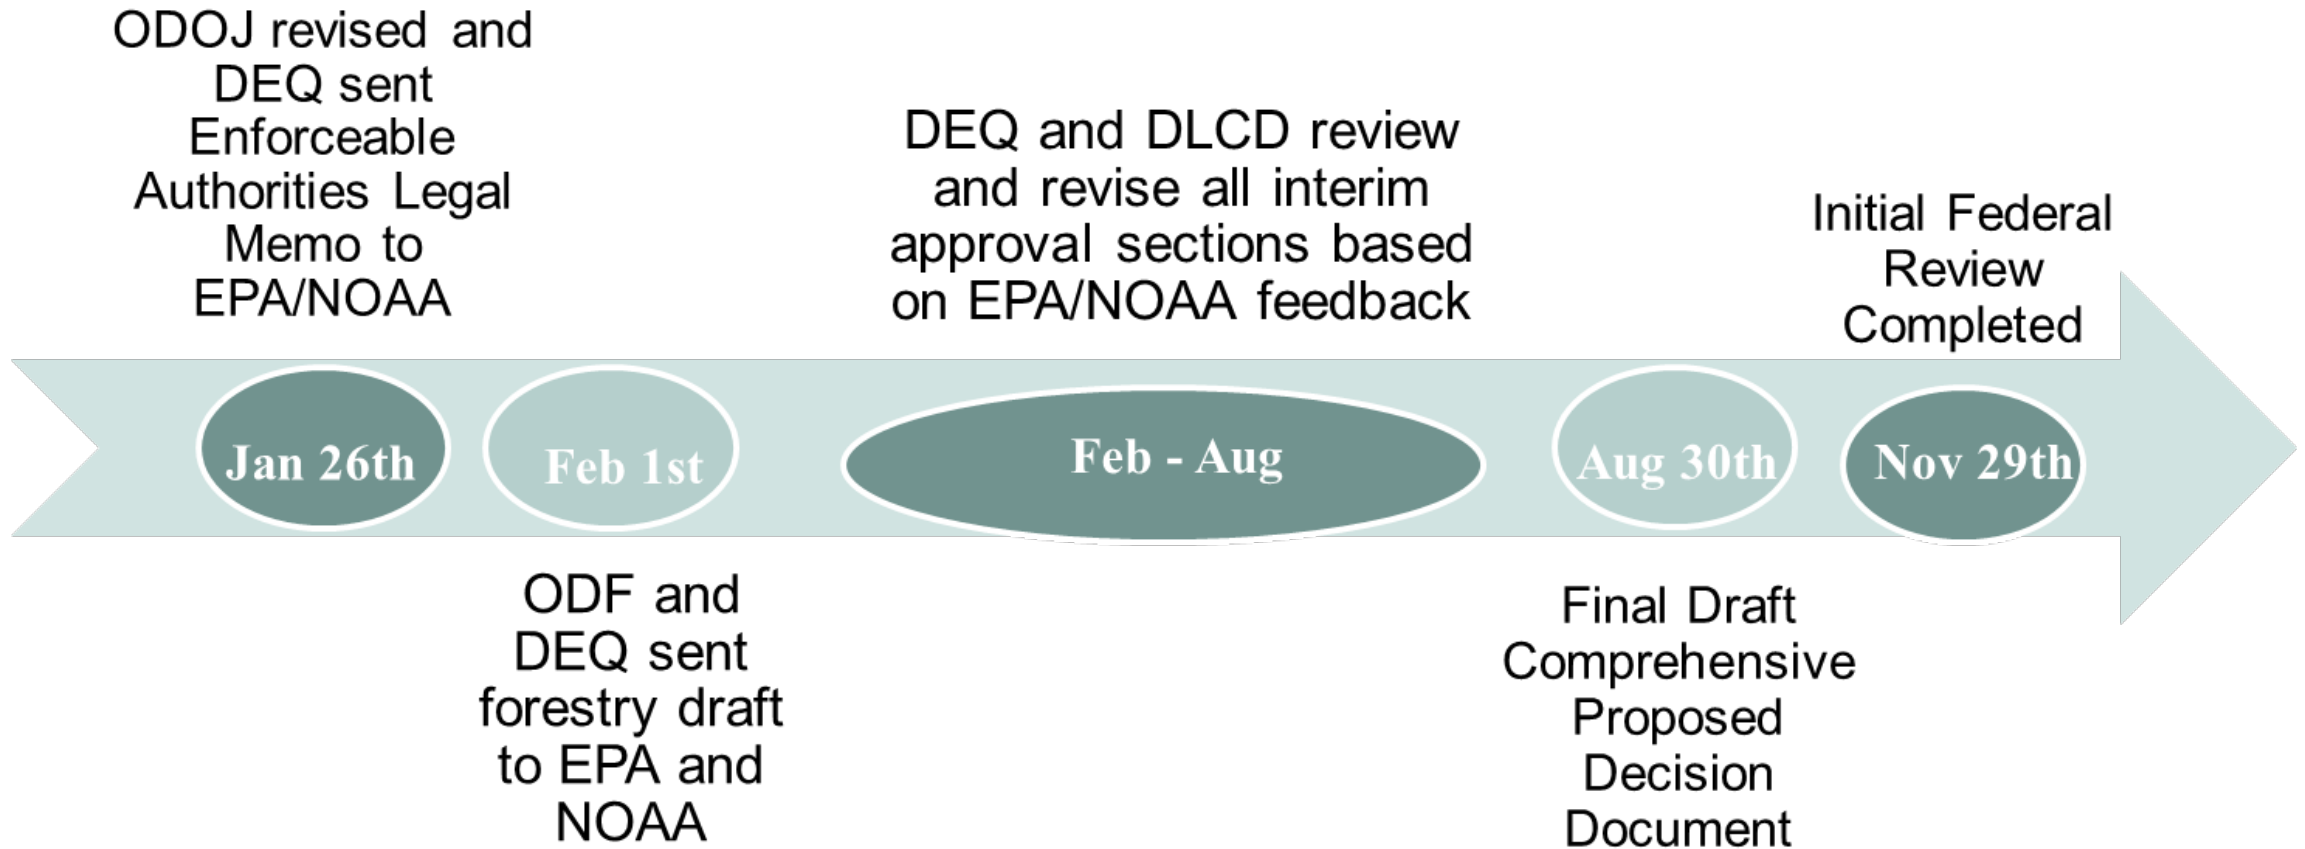 ODOJ revised and
DEQ sent
Enforceable
Authorities Legal
Memo to
EPA/NOAA
DEQ and DLCD review
and revise all interim
approval sections based
on EPA/NOAA feedback
Initial Federal
Review
Completed
Jan 26th
Feb 1st
Feb - Aug
Aug 30th
Nov 29th
ODF and
DEQ sent
forestry draft
to EPA and
NOAA
Final Draft
Comprehensive
Proposed
Decision
Document